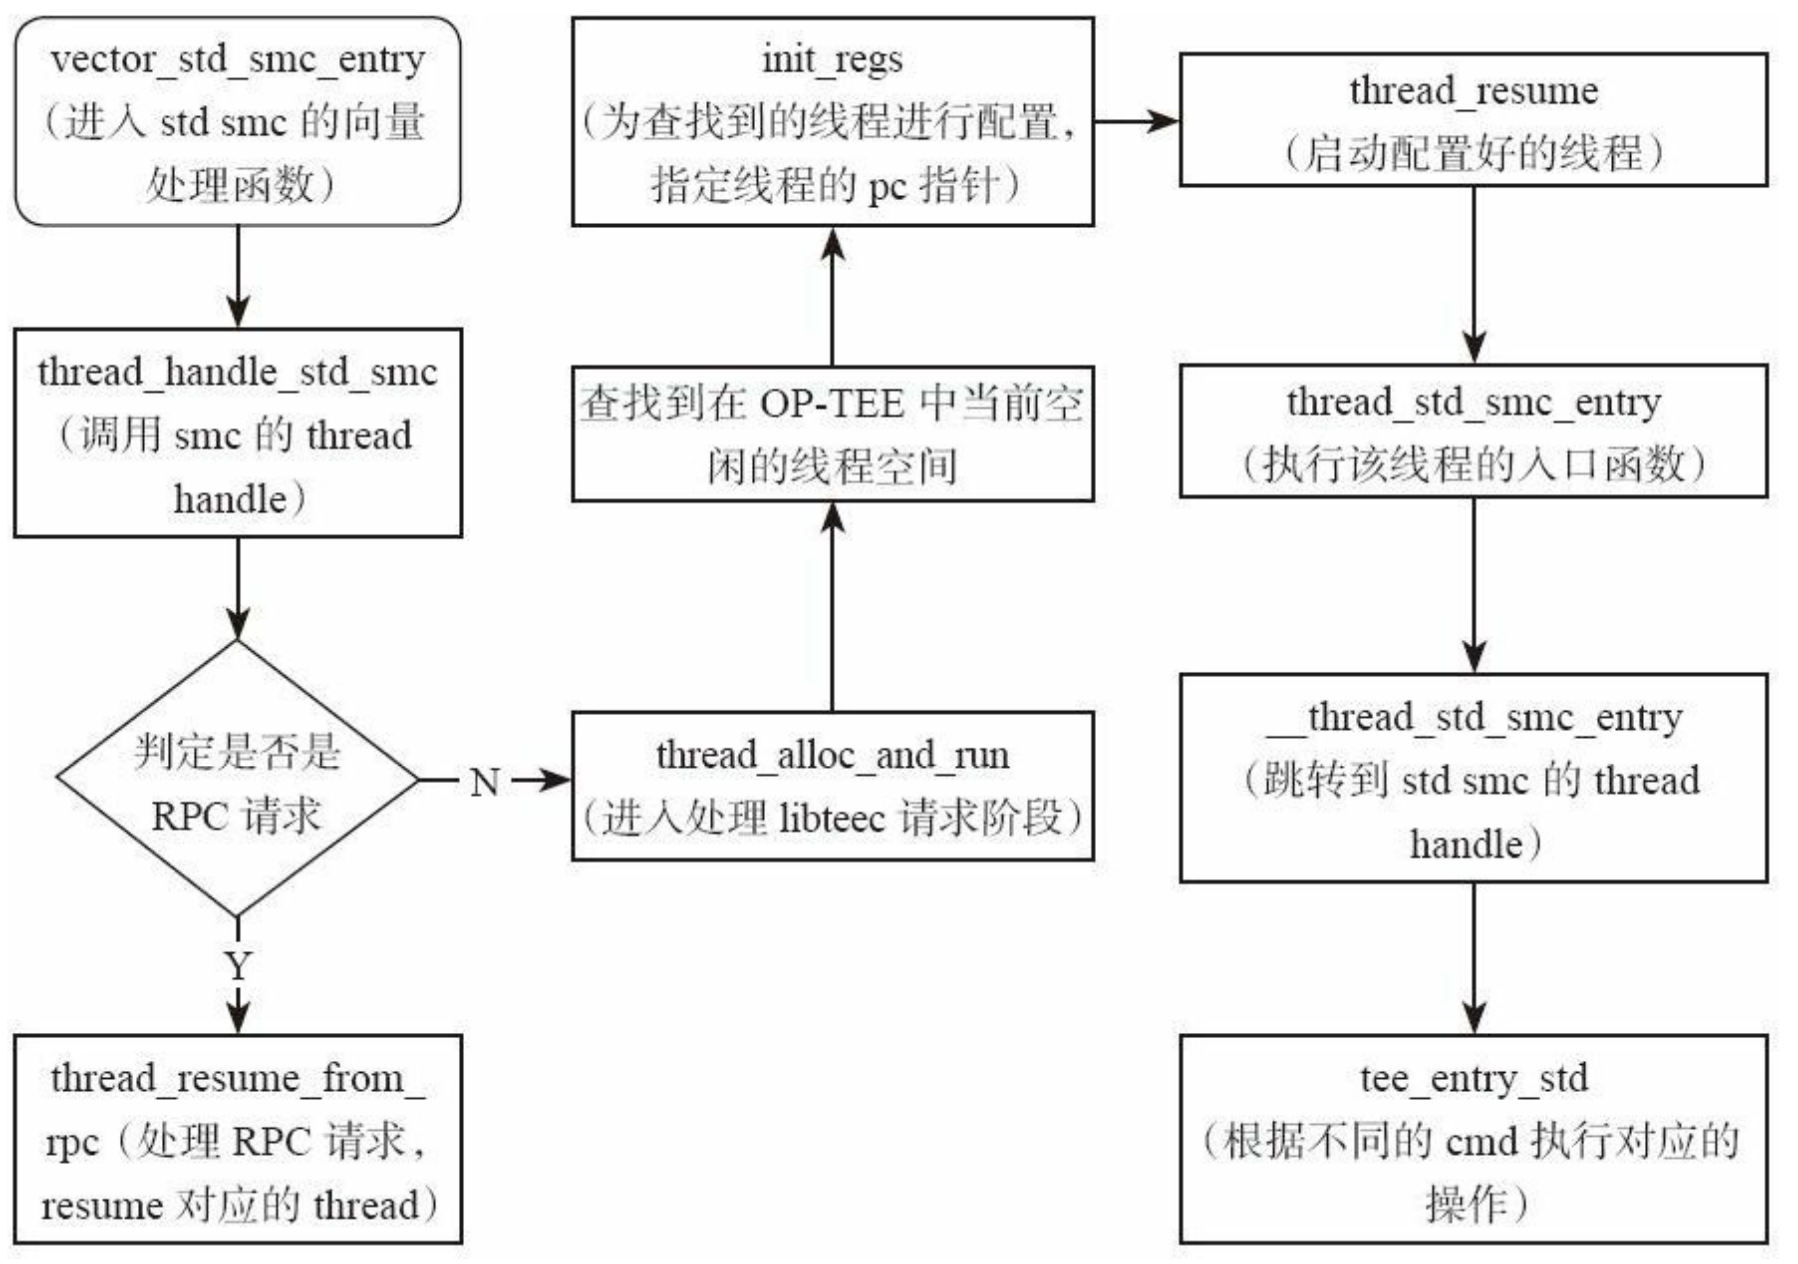 vector_std_smc_entry
（进入 std smc 的向量
处理函数）
thread_handle_std_smc
（调用 smc 的 thread
handle）
判定是否是
RPC 请求
Y
thread_resume_from_
rpc（处理 RPC 请求，
resume 对应的 thread）
N
thread_alloc_and_run
（进入处理 libteec 请求阶段）
查找到在 OP-TEE 中当前空
闲的线程空间
init_regs
（为查找到的线程进行配置，
指定线程的 pc 指针）
thread_resume
（启动配置好的线程）
thread_std_smc_entry
（执行该线程的入口函数）
__thread_std_smc_entry
（跳转到 std smc 的 thread
handle）
tee_entry_std
（根据不同的 cmd 执行对应的
操作）